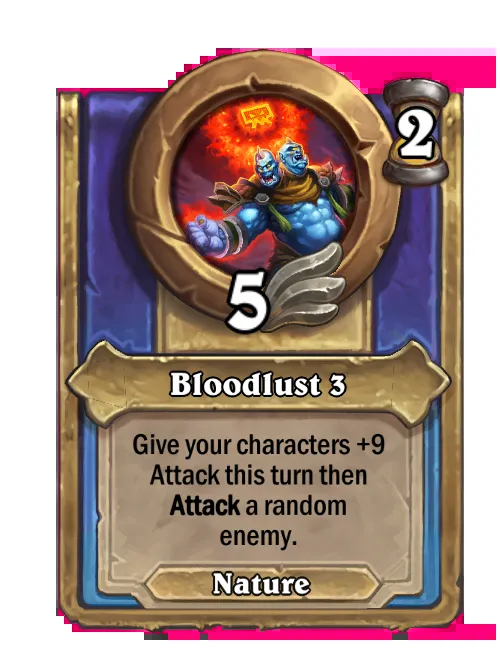 2
5
Bloodlust 3
Give your characters +9
Attack this turn then
Attack a random
enemy.
Nature